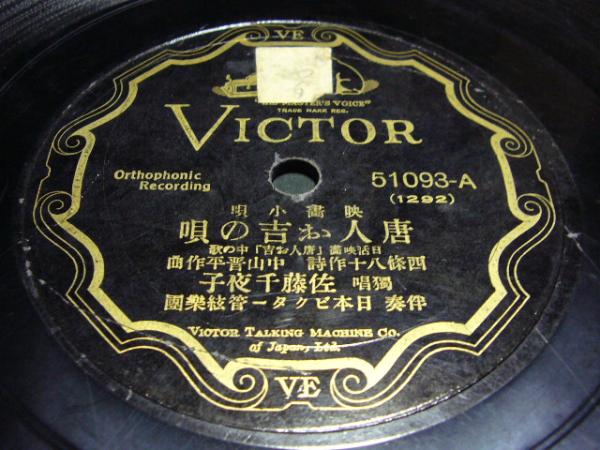 VE
"HIS MASTER'S VOICE"
TRADE MARK REG.
VICTOR
Orthophonic
Recording
51093-A
(1292)
映畫小唄
唐人お吉の唄
日活映畫「唐人お吉」中の歌
西條八十作詩 中山晋平作曲
獨唱 佐藤千夜子
伴奏 日本ビクター管絃樂團
VICTOR TALKING MACHINE CO.
of Japan, Ltd.
VE